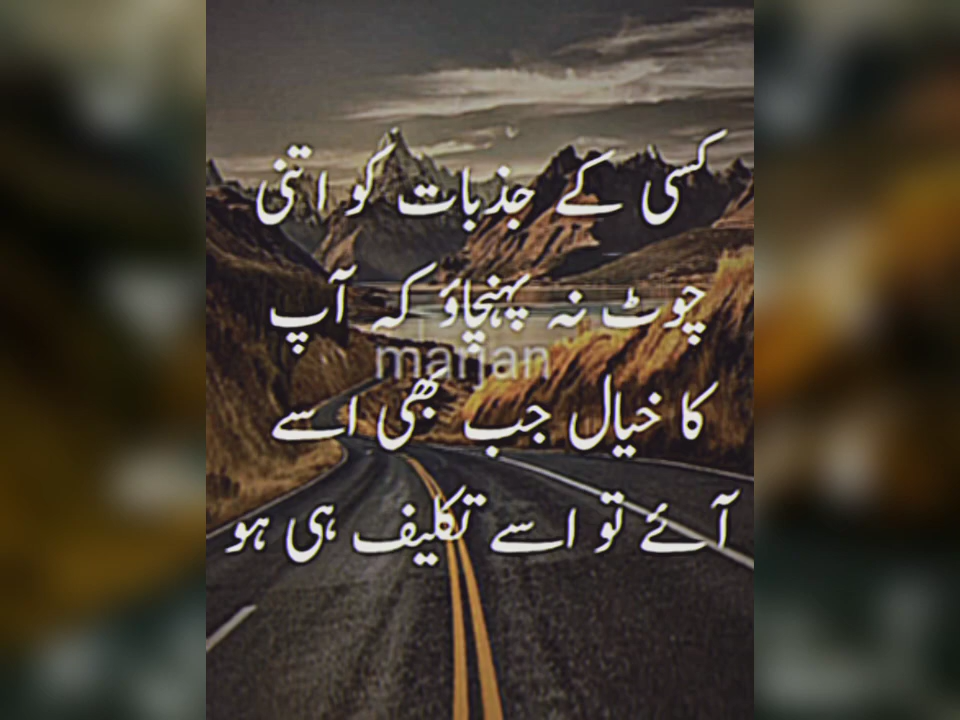 کسی کے جذبات کو اتنی
چوٹ نہ پہنچاؤ کہ آپ
marjan
کا خیال جب بھی اسے
آئے تو اسے تکلیف ہی ہو